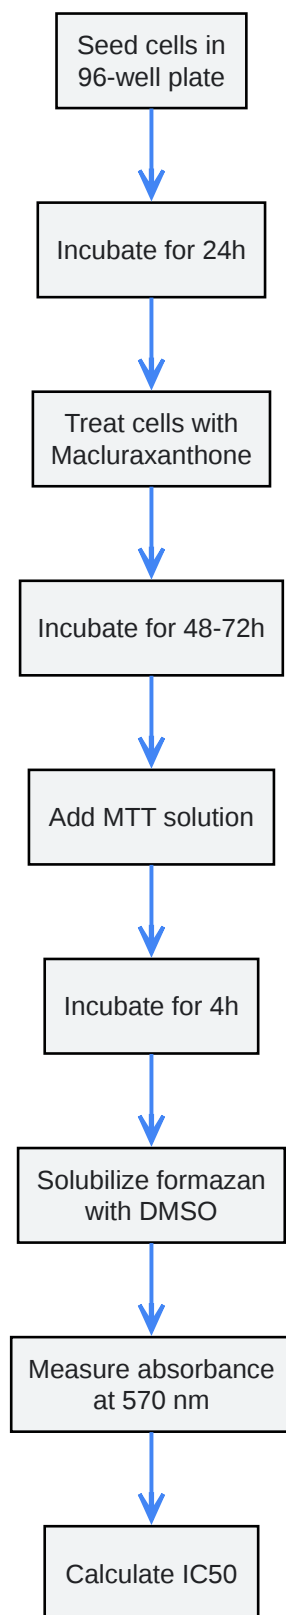 Seed cells in
96-well plate
Incubate for 24h
Treat cells with
Macluraxanthone
Incubate for 48-72h
Add MTT solution
Incubate for 4h
Solubilize formazan
with DMSO
Measure absorbance
at 570 nm
Calculate IC50